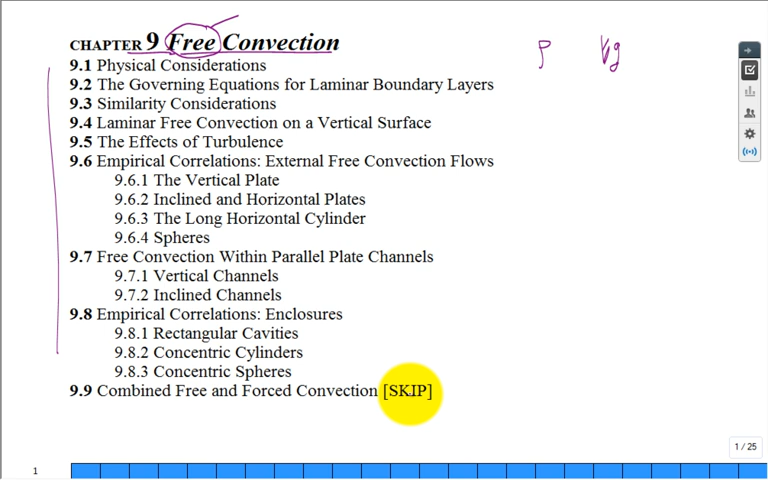 CHAPTER 9 Free Convection
9.1 Physical Considerations
9.2 The Governing Equations for Laminar Boundary Layers
9.3 Similarity Considerations
9.4 Laminar Free Convection on a Vertical Surface
9.5 The Effects of Turbulence
9.6 Empirical Correlations: External Free Convection Flows
9.6.1 The Vertical Plate
9.6.2 Inclined and Horizontal Plates
9.6.3 The Long Horizontal Cylinder
9.6.4 Spheres
9.7 Free Convection Within Parallel Plate Channels
9.7.1 Vertical Channels
9.7.2 Inclined Channels
9.8 Empirical Correlations: Enclosures
9.8.1 Rectangular Cavities
9.8.2 Concentric Cylinders
9.8.3 Concentric Spheres
9.9 Combined Free and Forced Convection [SKIP]
1 / 25
1